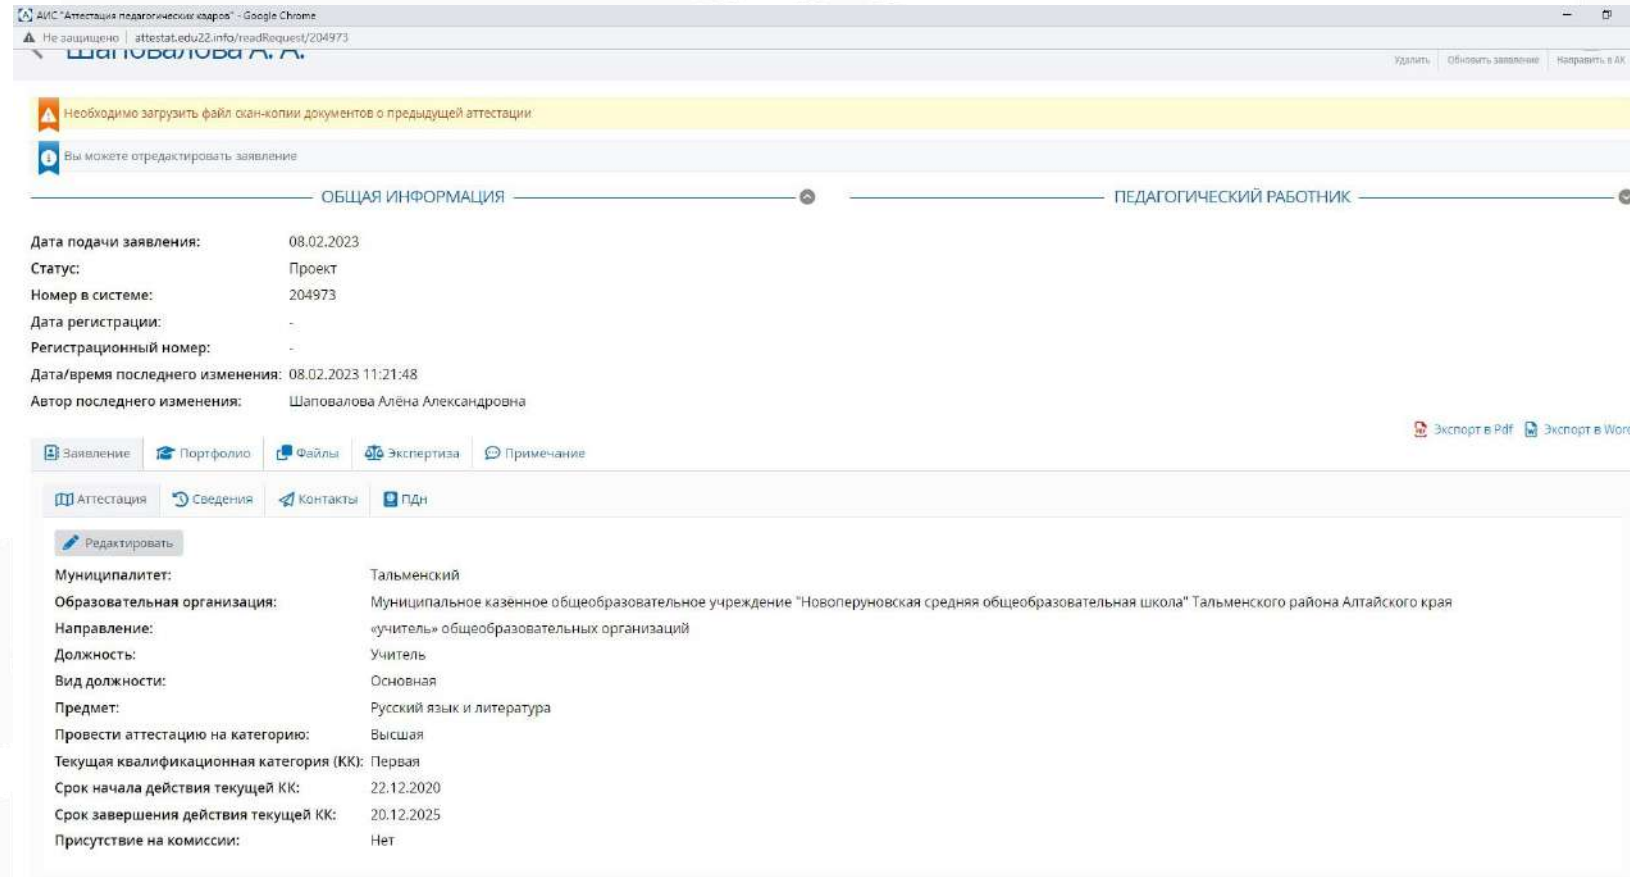 АИС "Аттестация педагогических кадров" - Google Chrome
Не защищено | attestat.edu22.info/readRequest/204973
Шаповалова А. А.
Удалить Обновить заявление Направить в АК
Необходимо загрузить файл скан-копии документов о предыдущей аттестации
Вы можете отредактировать заявление
ОБЩАЯ ИНФОРМАЦИЯ ПЕДАГОГИЧЕСКИЙ РАБОТНИК
Дата подачи заявления: 08.02.2023
Статус: Проект
Номер в системе: 204973
Дата регистрации: -
Регистрационный номер: -
Дата/время последнего изменения: 08.02.2023 11:21:48
Автор последнего изменения: Шаповалова Алёна Александровна
Экспорт в Pdf Экспорт в Word
Заявление Портфолио Файлы Экспертиза Примечание
Аттестация Сведения Контакты ПДн
Редактировать
Муниципалитет: Тальменский
Образовательная организация: Муниципальное казённое общеобразовательное учреждение "Новоперуновская средняя общеобразовательная школа" Тальменского района Алтайского края
Направление: «учитель» общеобразовательных организаций
Должность: Учитель
Вид должности: Основная
Предмет: Русский язык и литература
Провести аттестацию на категорию: Высшая
Текущая квалификационная категория (КК): Первая
Срок начала действия текущей КК: 22.12.2020
Срок завершения действия текущей КК: 20.12.2025
Присутствие на комиссии: Нет